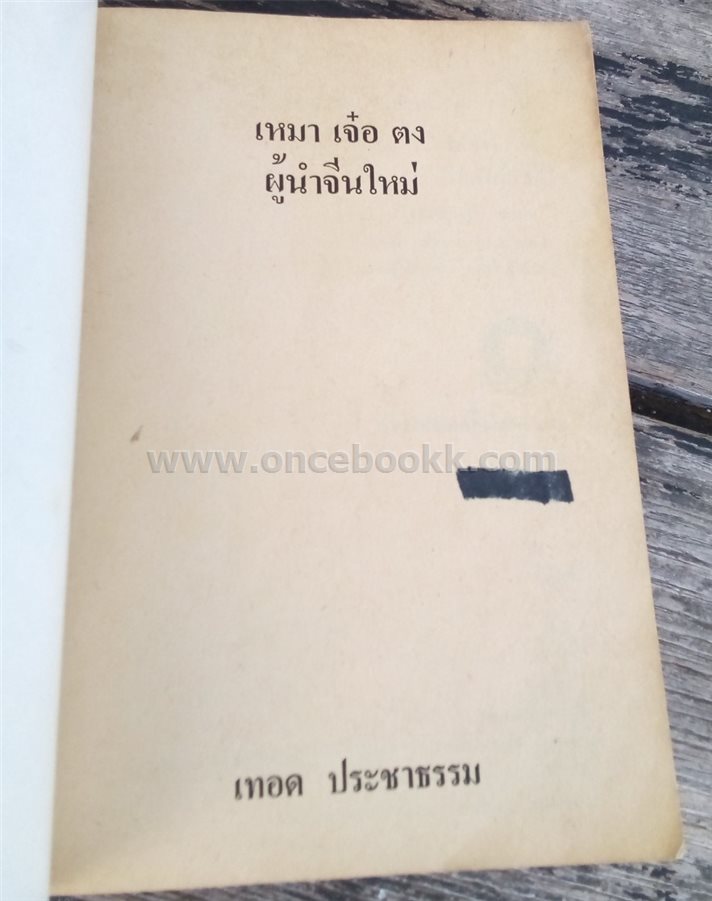 เหมา เจ๋อ ตง
ผู้นำจีนใหม่
www.oncebookk.com
เทอด ประชาธรรม